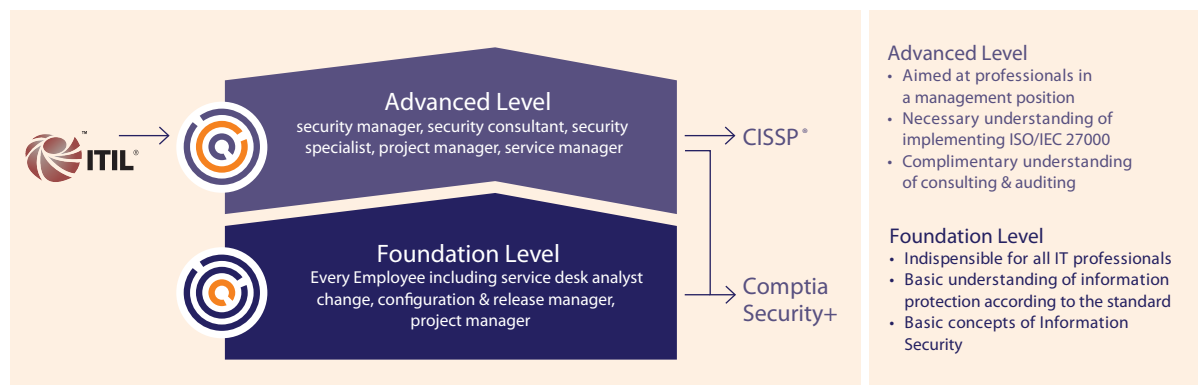 ITIL®
™
Advanced Level
security manager, security consultant, security
specialist, project manager, service manager
Foundation Level
Every Employee including service desk analyst
change, configuration & release manager,
project manager
CISSP®
Comptia
Security+
Advanced Level
• Aimed at professionals in
a management position
• Necessary understanding of
implementing ISO/IEC 27000
• Complimentary understanding
of consulting & auditing
Foundation Level
• Indispensible for all IT professionals
• Basic understanding of information
protection according to the standard
• Basic concepts of Information
Security